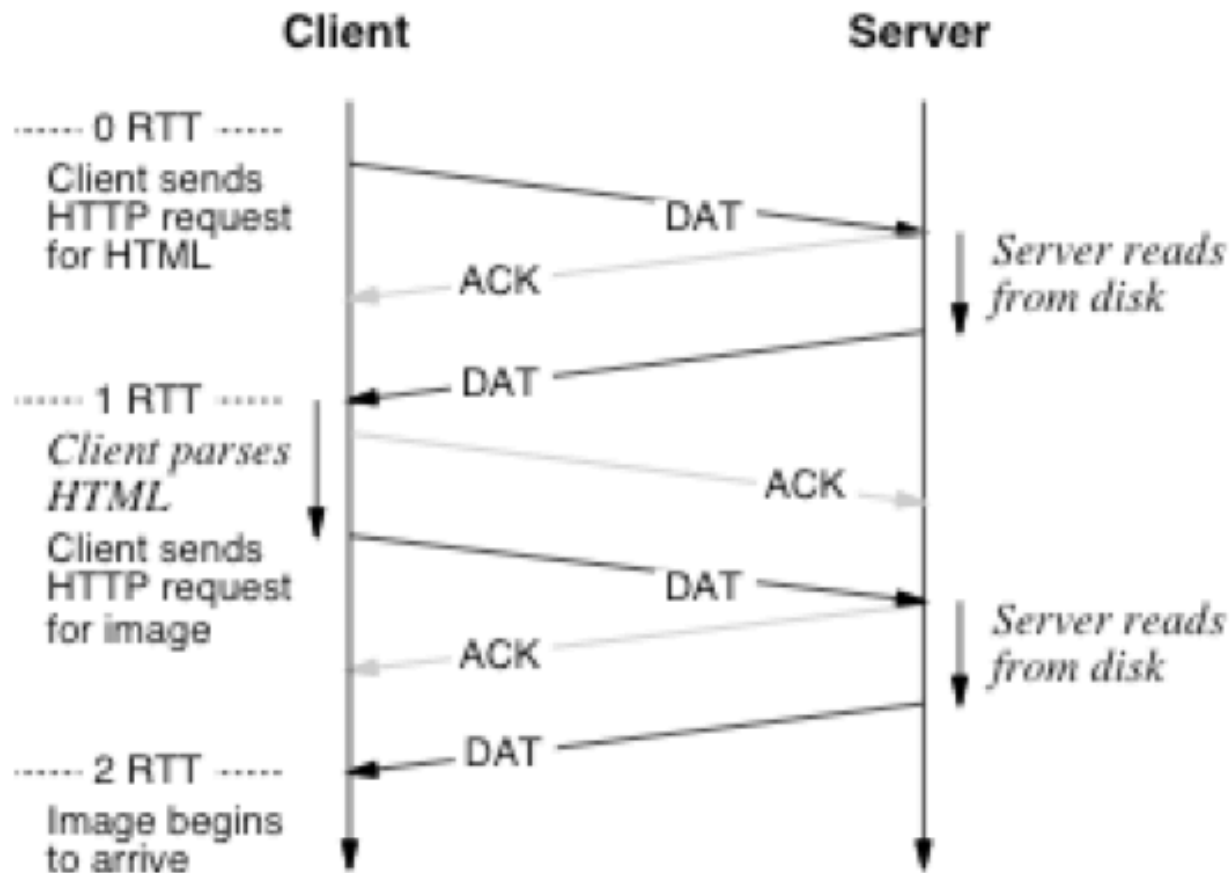 Client
Server
----- 0 RTT -----
Client sends
HTTP request
for HTML
DAT
ACK
Server reads
from disk
DAT
----- 1 RTT -----
Client parses
HTML
ACK
Client sends
HTTP request
for image
DAT
ACK
Server reads
from disk
DAT
----- 2 RTT -----
Image begins
to arrive